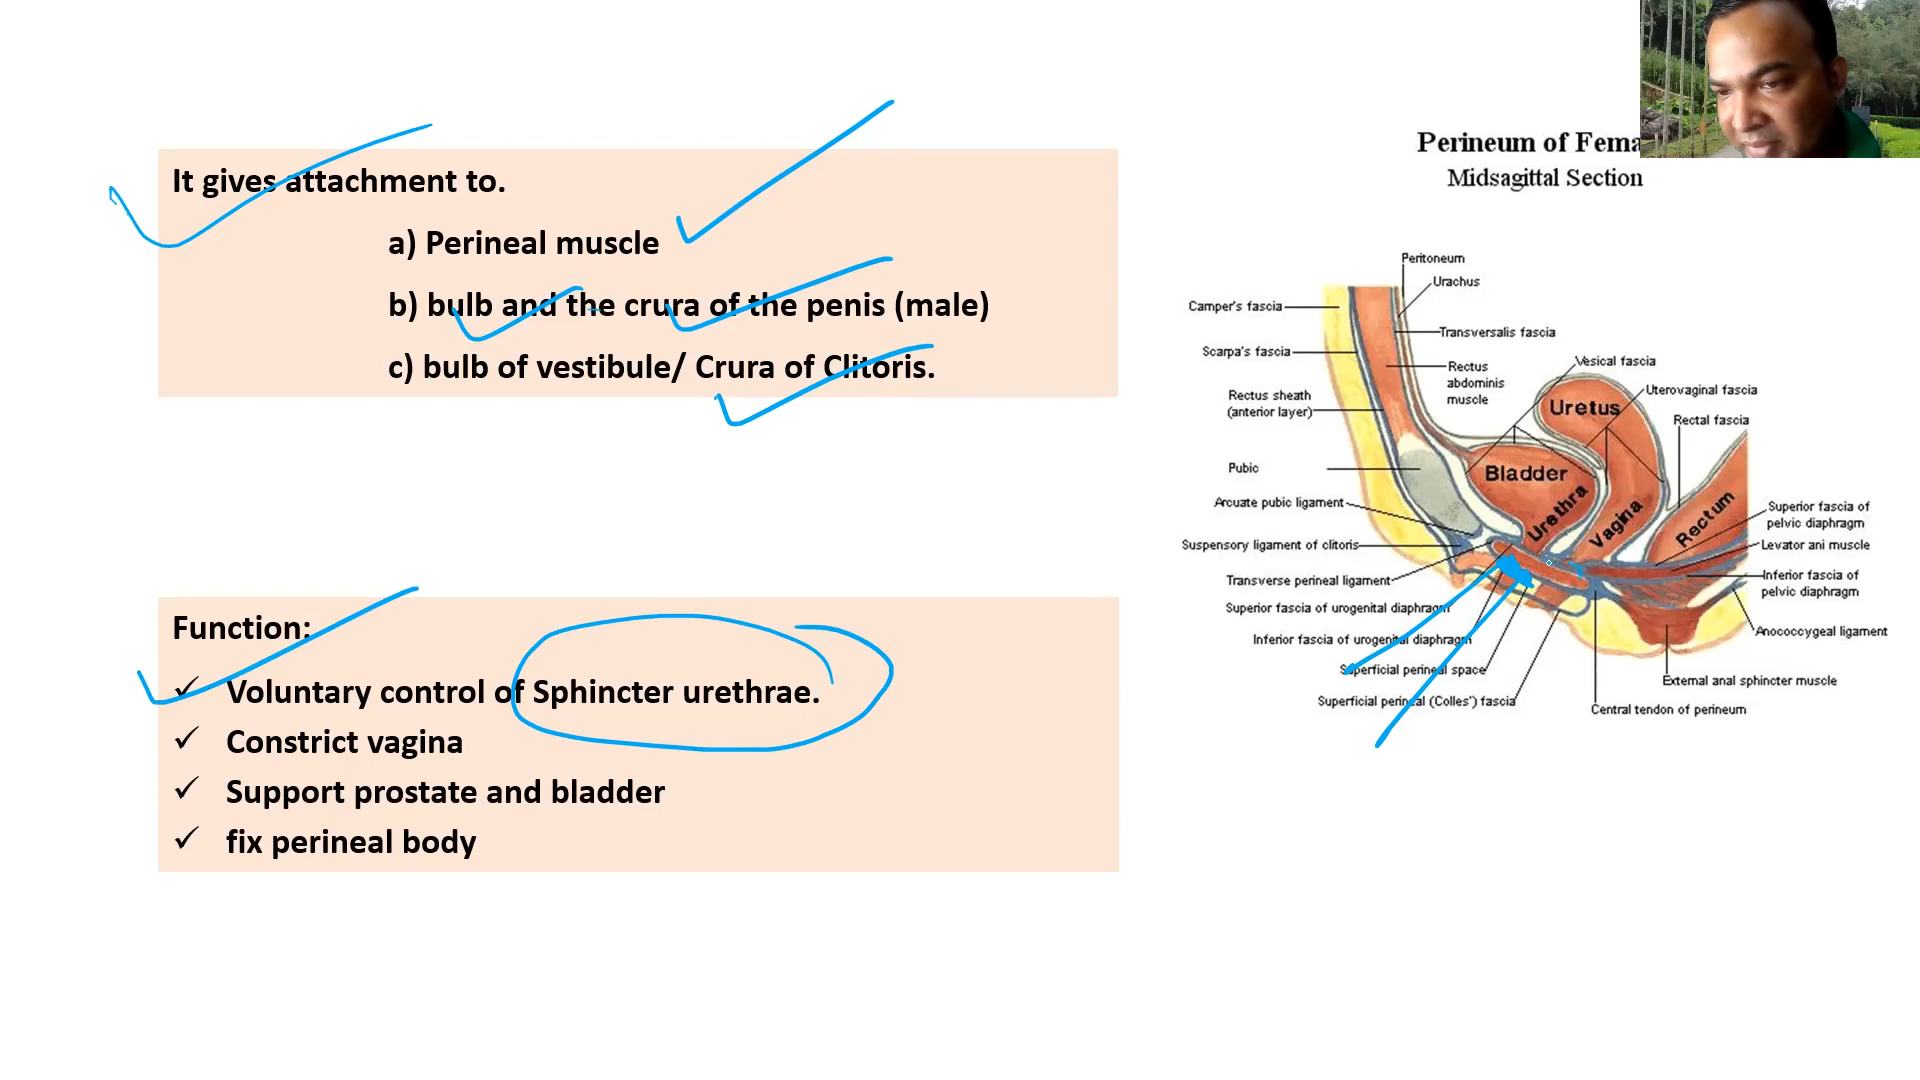 It gives attachment to.
a) Perineal muscle
b) bulb and the crura of the penis (male)
c) bulb of vestibule/ Crura of Clitoris.
Function:
✓ Voluntary control of Sphincter urethrae.
✓ Constrict vagina
✓ Support prostate and bladder
✓ fix perineal body
Perineum of Fema
Midsagittal Section
Peritoneum
Urachus
Camper's fascia
Transversalis fascia
Scarpa's fascia
Vesical fascia
Rectus
abdominis
muscle
Uterovaginal fascia
Rectus sheath
(anterior layer)
Uretus
Rectal fascia
Pubic
Bladder
Urethra
Vagina
Rectum
Arcuate pubic ligament
Superior fascia of
pelvic diaphragm
Suspensory ligament of clitoris
Levator ani muscle
Transverse perineal ligament
Inferior fascia of
pelvic diaphragm
Superior fascia of urogenital diaphragm
Inferior fascia of urogenital diaphragm
Anococcygeal ligament
Superficial perineal space
External anal sphincter muscle
Superficial perineal (Colles') fascia
Central tendon of perineum